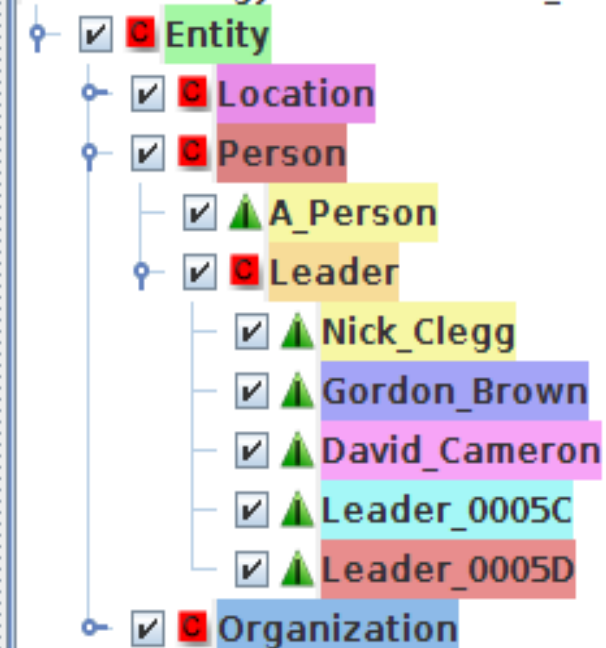 C Entity
C Location
C Person
A_Person
C Leader
Nick_Clegg
Gordon_Brown
David_Cameron
Leader_0005C
Leader_0005D
C Organization